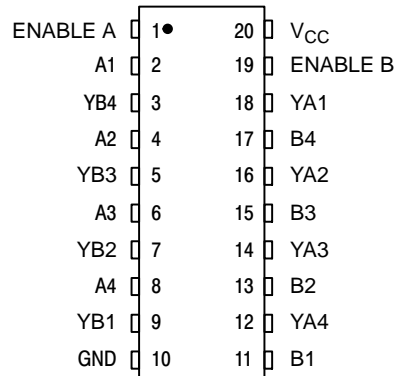 ENABLE A 1 20 VCC
A1 2 19 ENABLE B
YB4 3 18 YA1
A2 4 17 B4
YB3 5 16 YA2
A3 6 15 B3
YB2 7 14 YA3
A4 8 13 B2
YB1 9 12 YA4
GND 10 11 B1